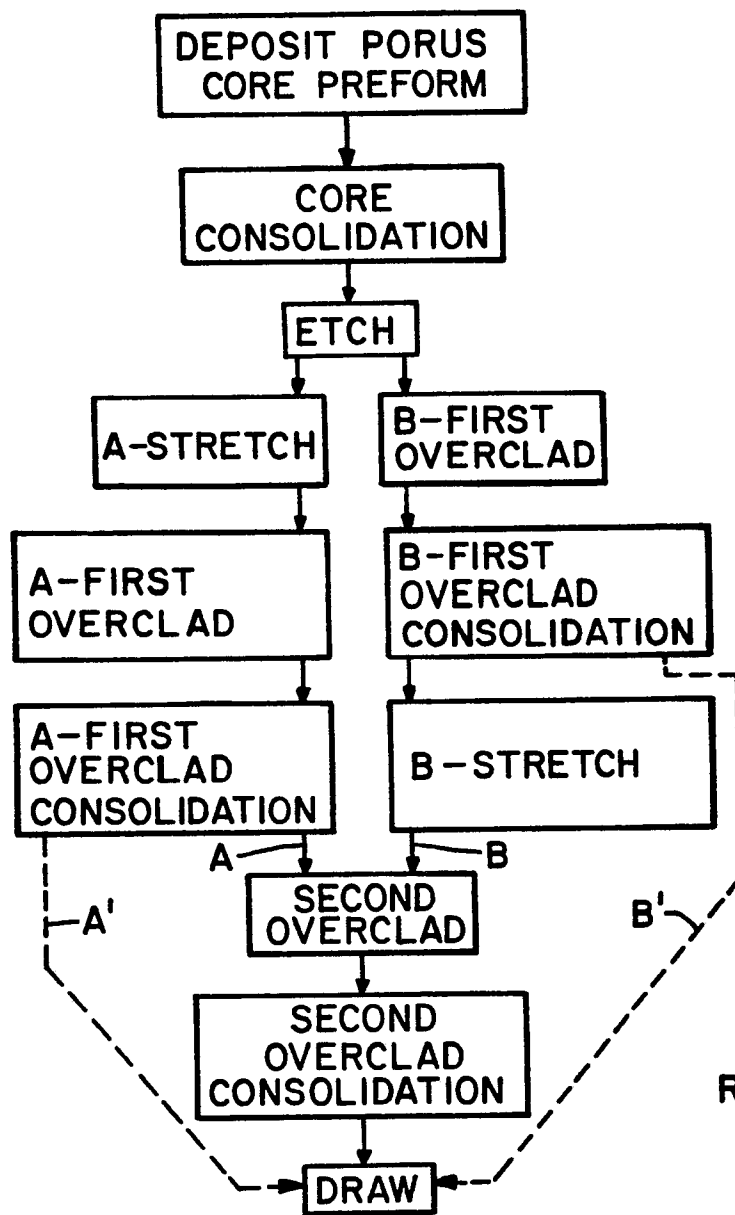 DEPOSIT PORUS
CORE PREFORM
CORE
CONSOLIDATION
ETCH
A-STRETCH
B-FIRST
OVERCLAD
A-FIRST
OVERCLAD
B-FIRST
OVERCLAD
CONSOLIDATION
A-FIRST
OVERCLAD
CONSOLIDATION
B-STRETCH
A
B
SECOND
OVERCLAD
A'
B'
SECOND
OVERCLAD
CONSOLIDATION
R
DRAW